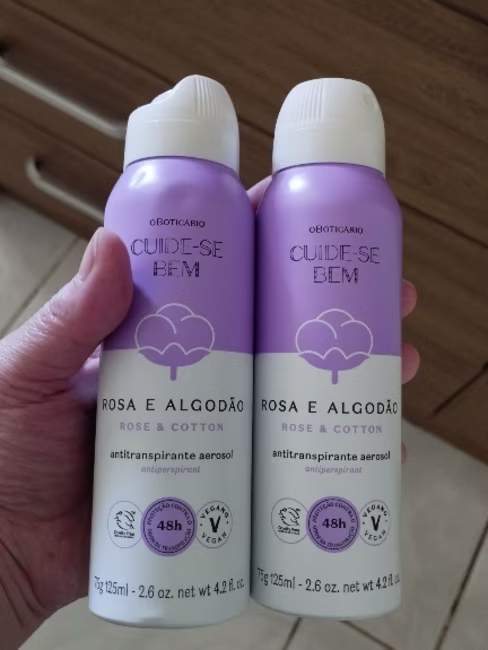 oBOTICÁRIO
CUIDE-SE
BEM
ROSA E ALGODÃO
ROSE & COTTON
antitranspirante aerosol
antiperspirant
48h
VEGANO
V
VEGAN
75g 125ml - 2.6 oz. net wt 4.2 fl. oz.
oBOTICÁRIO
CUIDE-SE
BEM
ROSA E ALGODÃO
ROSE & COTTON
antitranspirante aerosol
antiperspirant
48h
VEGANO
V
VEGAN
75g 125ml - 2.6 oz. net wt 4.2 fl. oz.